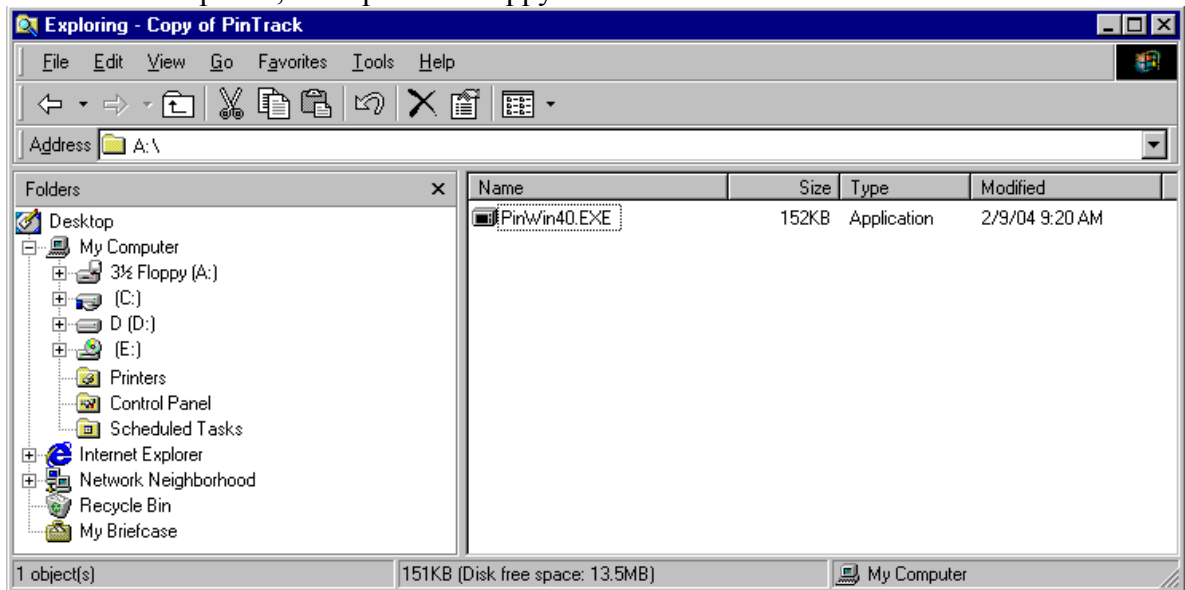 Exploring - Copy of PinTrack
File Edit View Go Favorites Tools Help
Address A:\
Folders
Name Size Type Modified
PinWin40.EXE 152KB Application 2/9/04 9:20 AM
Desktop
My Computer
3½ Floppy (A:)
(C:)
D (D:)
(E:)
Printers
Control Panel
Scheduled Tasks
Internet Explorer
Network Neighborhood
Recycle Bin
My Briefcase
1 object(s) 151KB (Disk free space: 13.5MB) My Computer